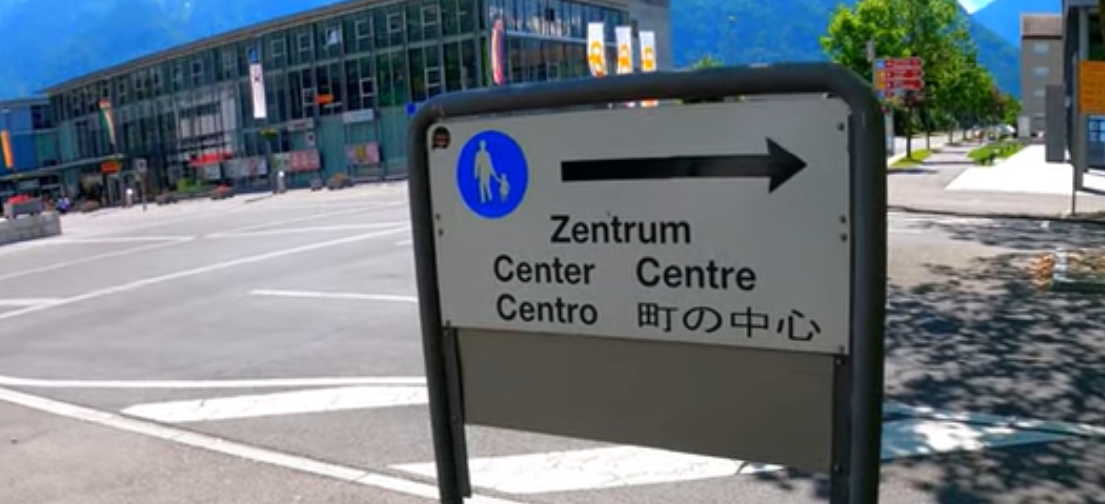 Zentrum
Center Centre
Centro 町の中心